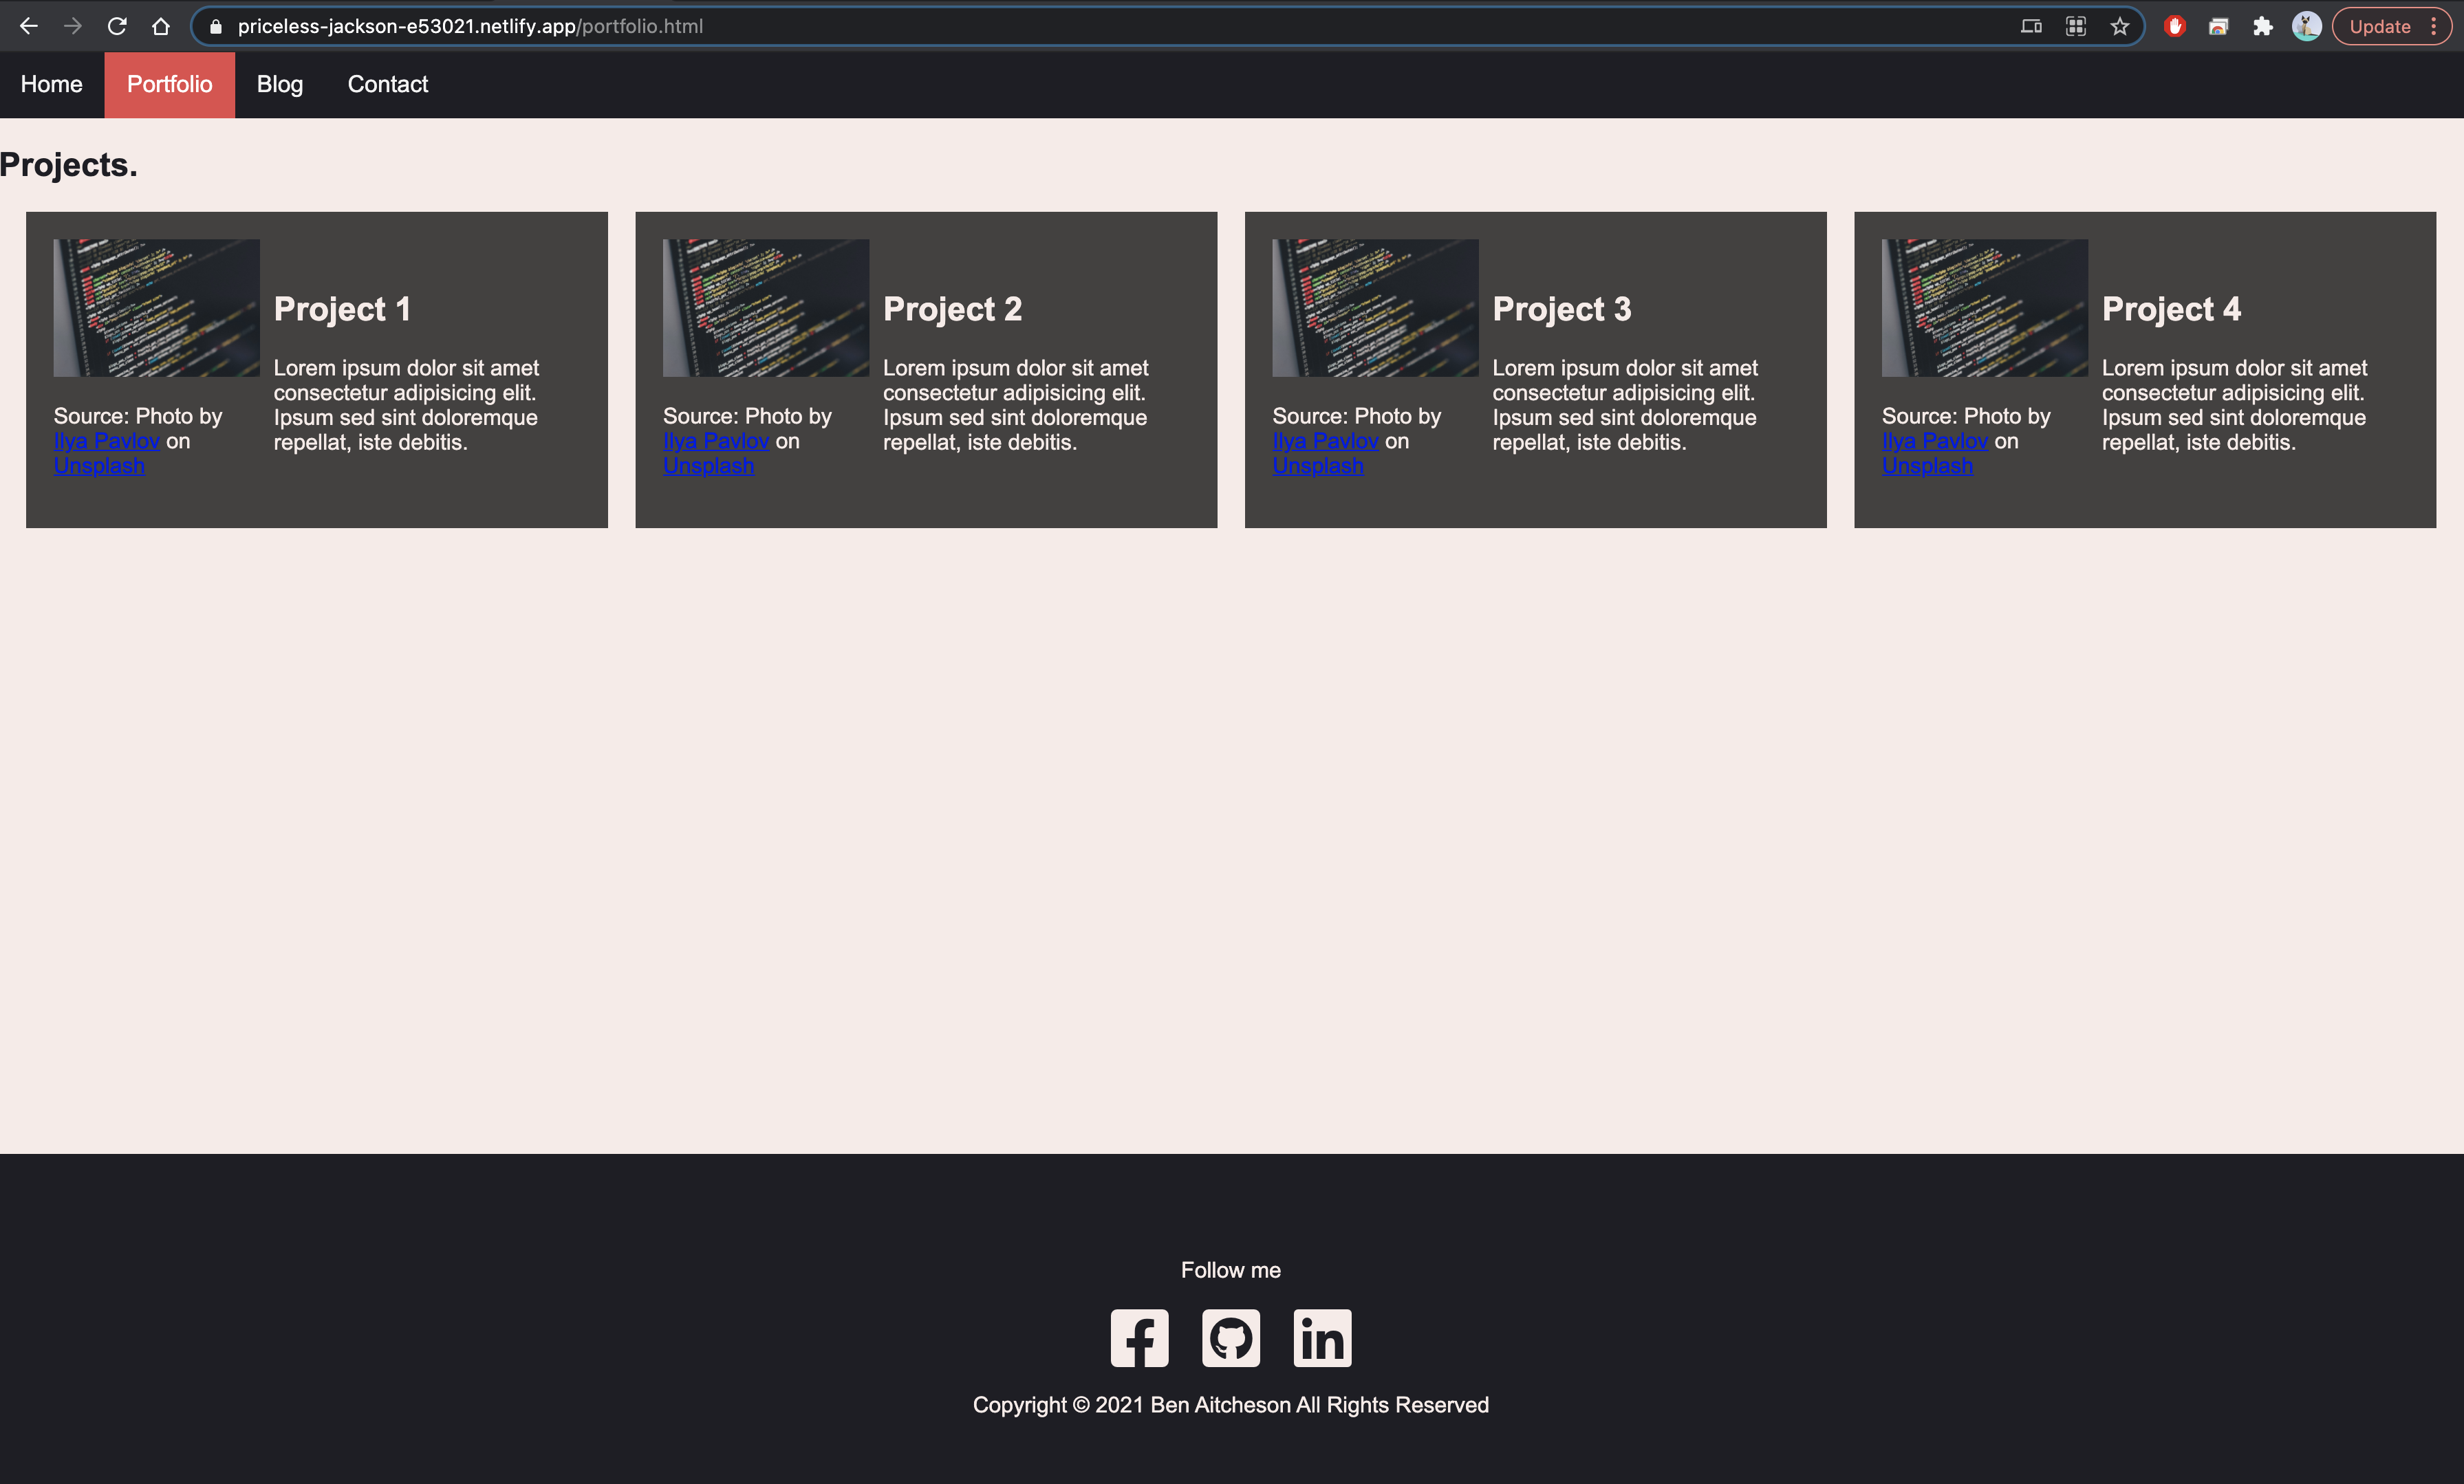 priceless-jackson-e53021.netlify.app/portfolio.html
Update
Home Portfolio Blog Contact
Projects.
Project 1
Lorem ipsum dolor sit amet
consectetur adipisicing elit.
Ipsum sed sint doloremque
repellat, iste debitis.
Source: Photo by
Ilya Pavlov on
Unsplash
Project 2
Lorem ipsum dolor sit amet
consectetur adipisicing elit.
Ipsum sed sint doloremque
repellat, iste debitis.
Source: Photo by
Ilya Pavlov on
Unsplash
Project 3
Lorem ipsum dolor sit amet
consectetur adipisicing elit.
Ipsum sed sint doloremque
repellat, iste debitis.
Source: Photo by
Ilya Pavlov on
Unsplash
Project 4
Lorem ipsum dolor sit amet
consectetur adipisicing elit.
Ipsum sed sint doloremque
repellat, iste debitis.
Source: Photo by
Ilya Pavlov on
Unsplash
Follow me
in
Copyright © 2021 Ben Aitcheson All Rights Reserved